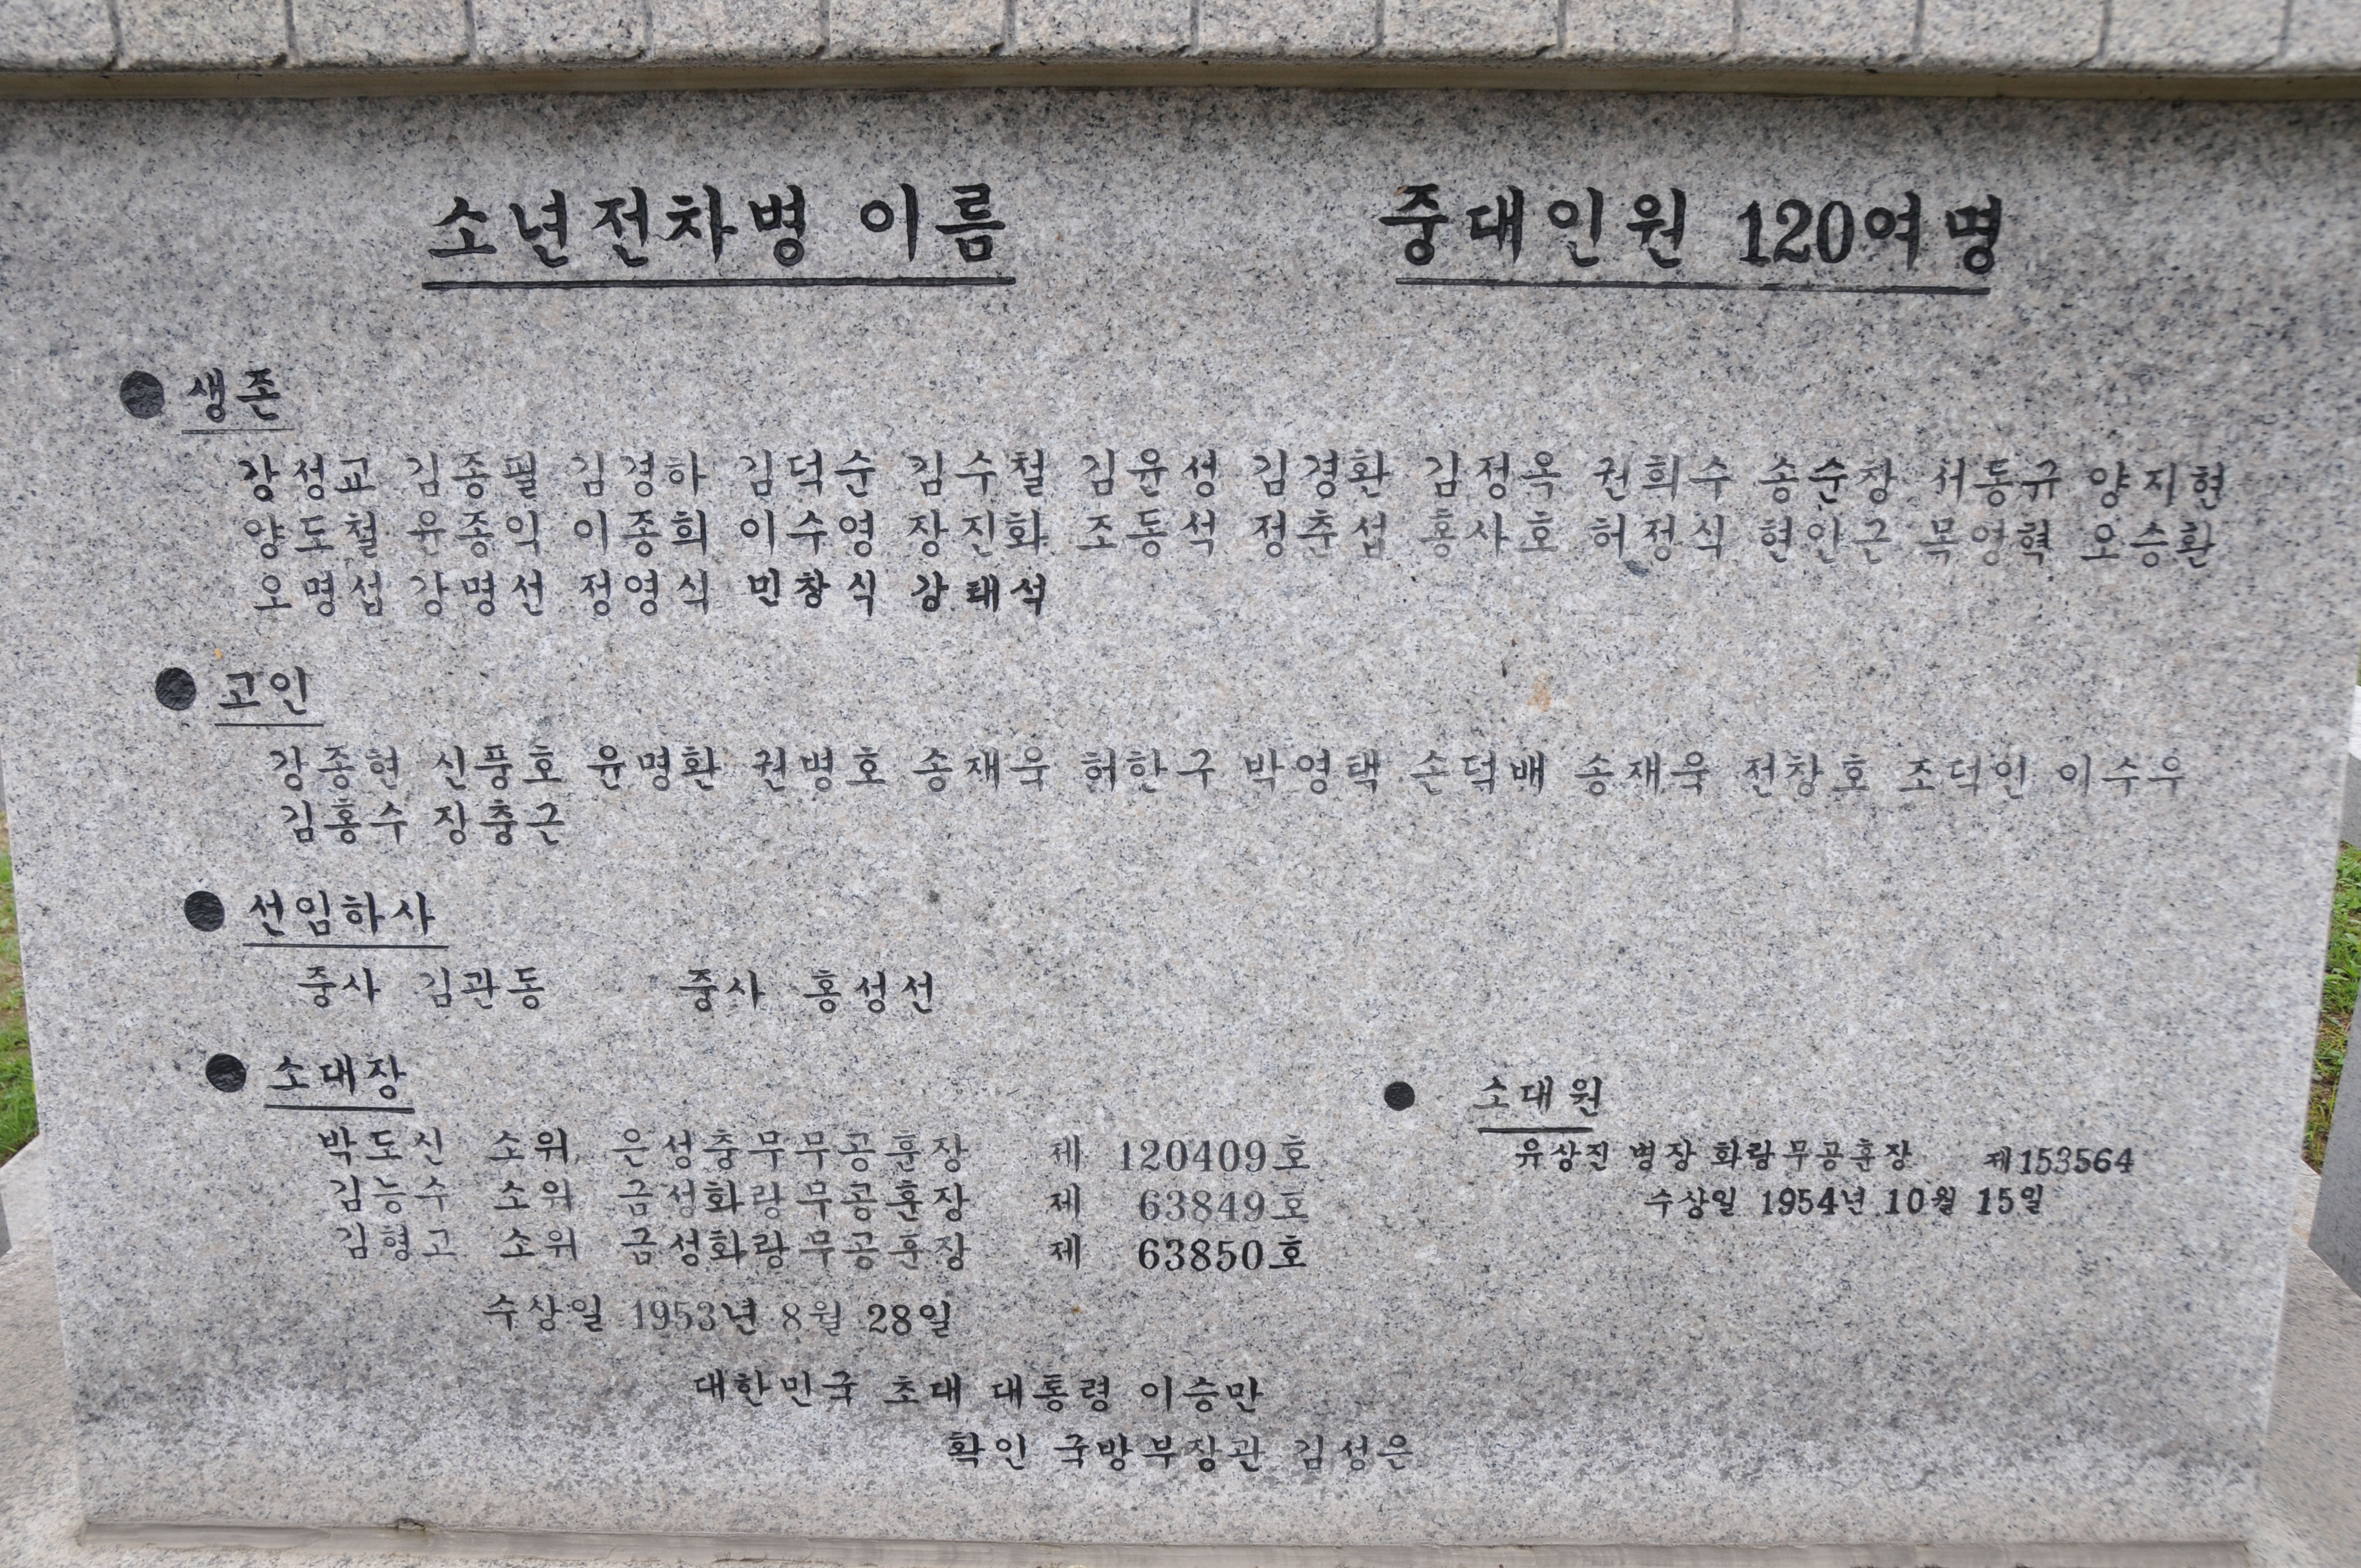 소년전차병 이름 중대인원 120여명
● 생존
강성고 김종필 김경하 김덕순 김수철 김윤성 김경환 김정옥 권희수 송순창 서동규 양지현
양도철 윤종익 이종희 이수영 장진화 조동석 정춘섭 홍사호 허정식 현인근 목영혁 오승환
오명섭 강명선 정영식 민창식 강태석
● 고인
강종현 신풍호 윤명환 권병호 송재욱 허한구 박영택 손덕배 송재욱 전창호 조덕인 이수우
김홍수 장충근
● 선임하사
중사 김관동 중사 홍성선
● 소대장
박도신 소위 은성충무무공훈장 제 120409호
김능수 소위 금성화랑무공훈장 제 63849호
김형고 소위 금성화랑무공훈장 제 63850호
수상일 1953년 8월 28일
● 소대원
유상진 병장 화랑무공훈장 제153564
수상일 1954년 10월 15일
대한민국 초대 대통령 이승만
확인 국방부장관 김성은